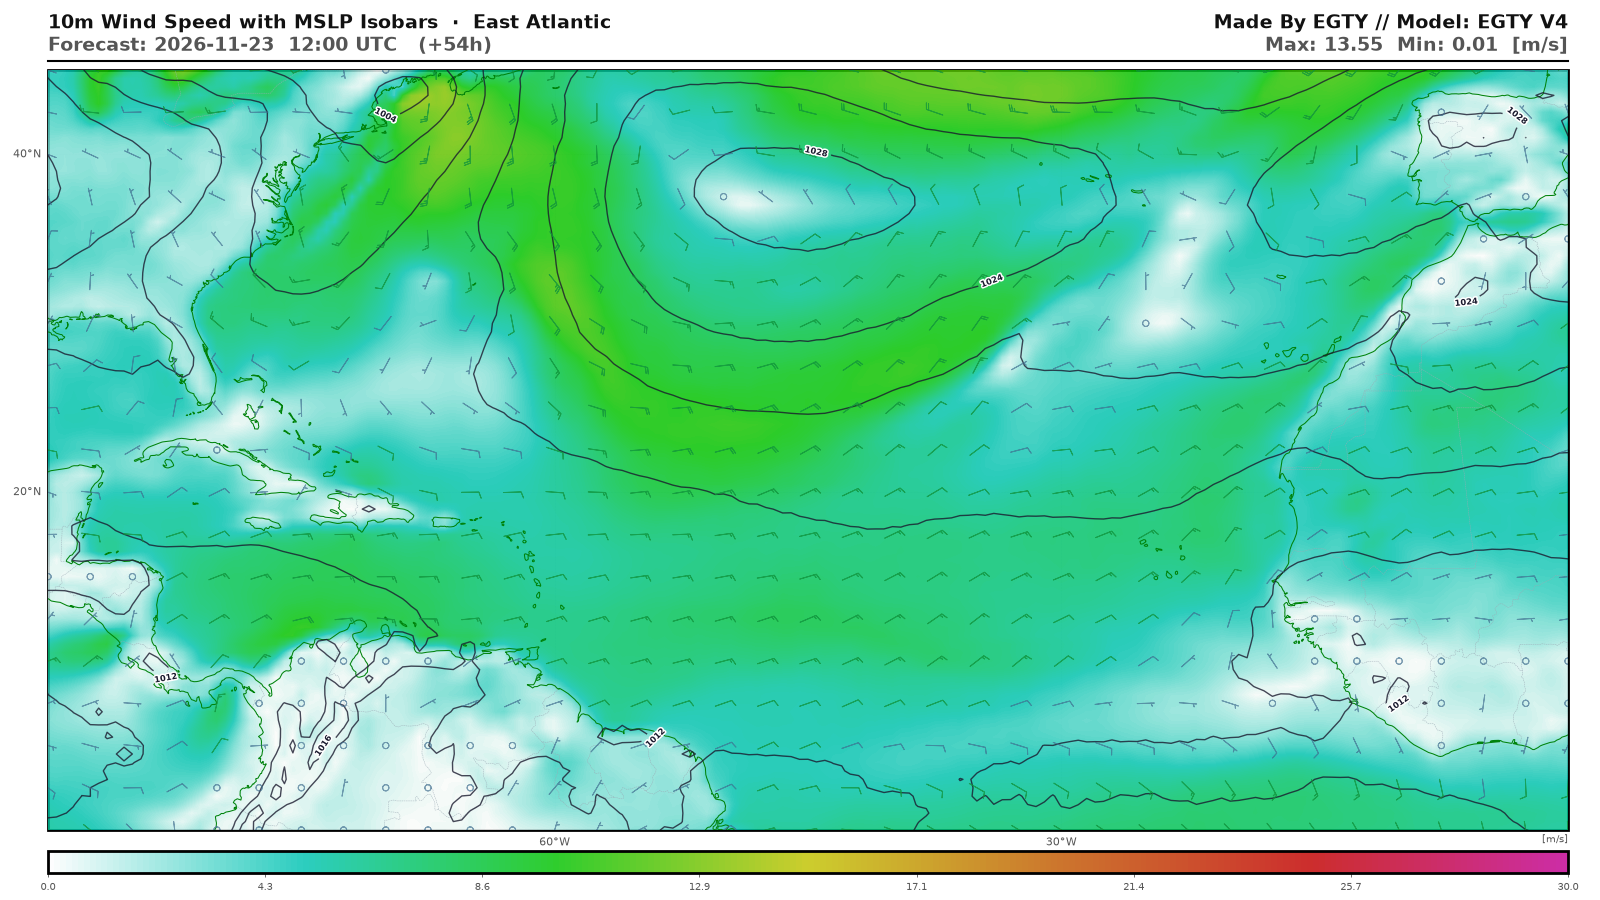 10m Wind Speed with MSLP Isobars · East Atlantic
Made By EGTY // Model: EGTY V4
Forecast: 2026-11-23 12:00 UTC (+54h)
Max: 13.55 Min: 0.01 [m/s]
1004
1028
1028
40°N
1024
1024
20°N
1012
1012
1016
1012
60°W
30°W
[m/s]
0.0
4.3
8.6
12.9
17.1
21.4
25.7
30.0